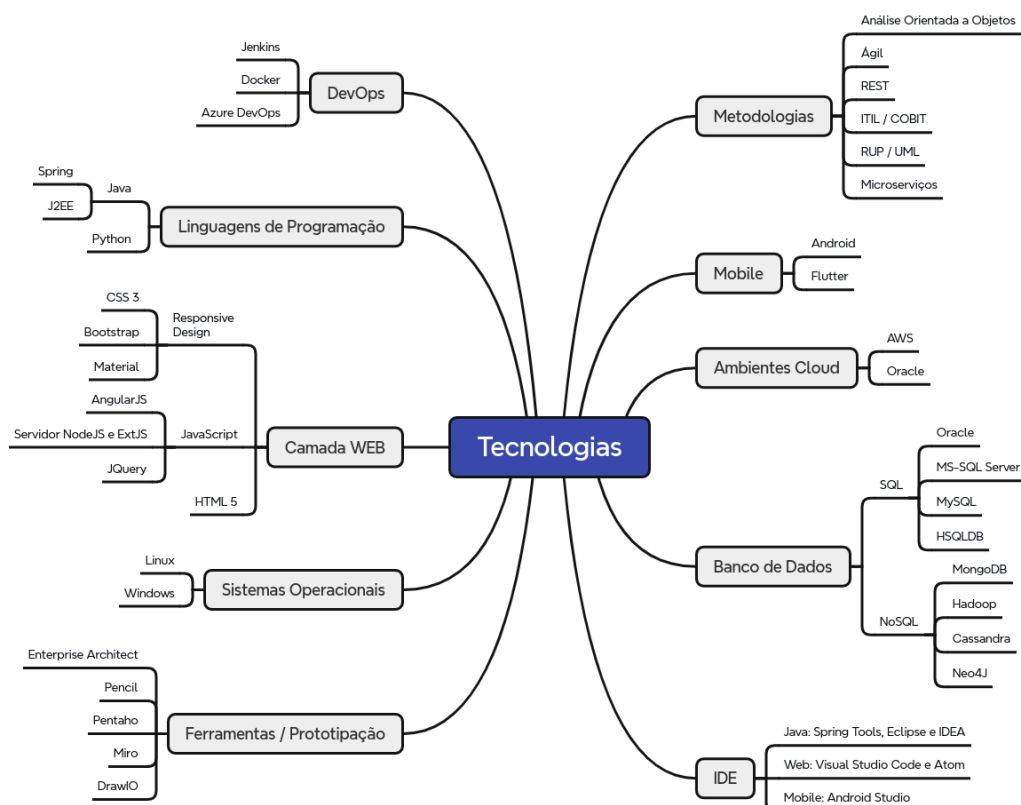 Tecnologias
DevOps
Jenkins
Docker
Azure DevOps
Linguagens de Programação
Java
Spring
J2EE
Python
Camada WEB
Responsive
Design
CSS 3
Bootstrap
Material
JavaScript
AngularJS
Servidor NodeJS e ExtJS
JQuery
HTML 5
Sistemas Operacionais
Linux
Windows
Ferramentas / Prototipação
Enterprise Architect
Pencil
Pentaho
Miro
DrawIO
Metodologias
Análise Orientada a Objetos
Ágil
REST
ITIL / COBIT
RUP / UML
Microserviços
Mobile
Android
Flutter
Ambientes Cloud
AWS
Oracle
Banco de Dados
SQL
Oracle
MS-SQL Server
MySQL
HSQLDB
NoSQL
MongoDB
Hadoop
Cassandra
Neo4J
IDE
Java: Spring Tools, Eclipse e IDEA
Web: Visual Studio Code e Atom
Mobile: Android Studio